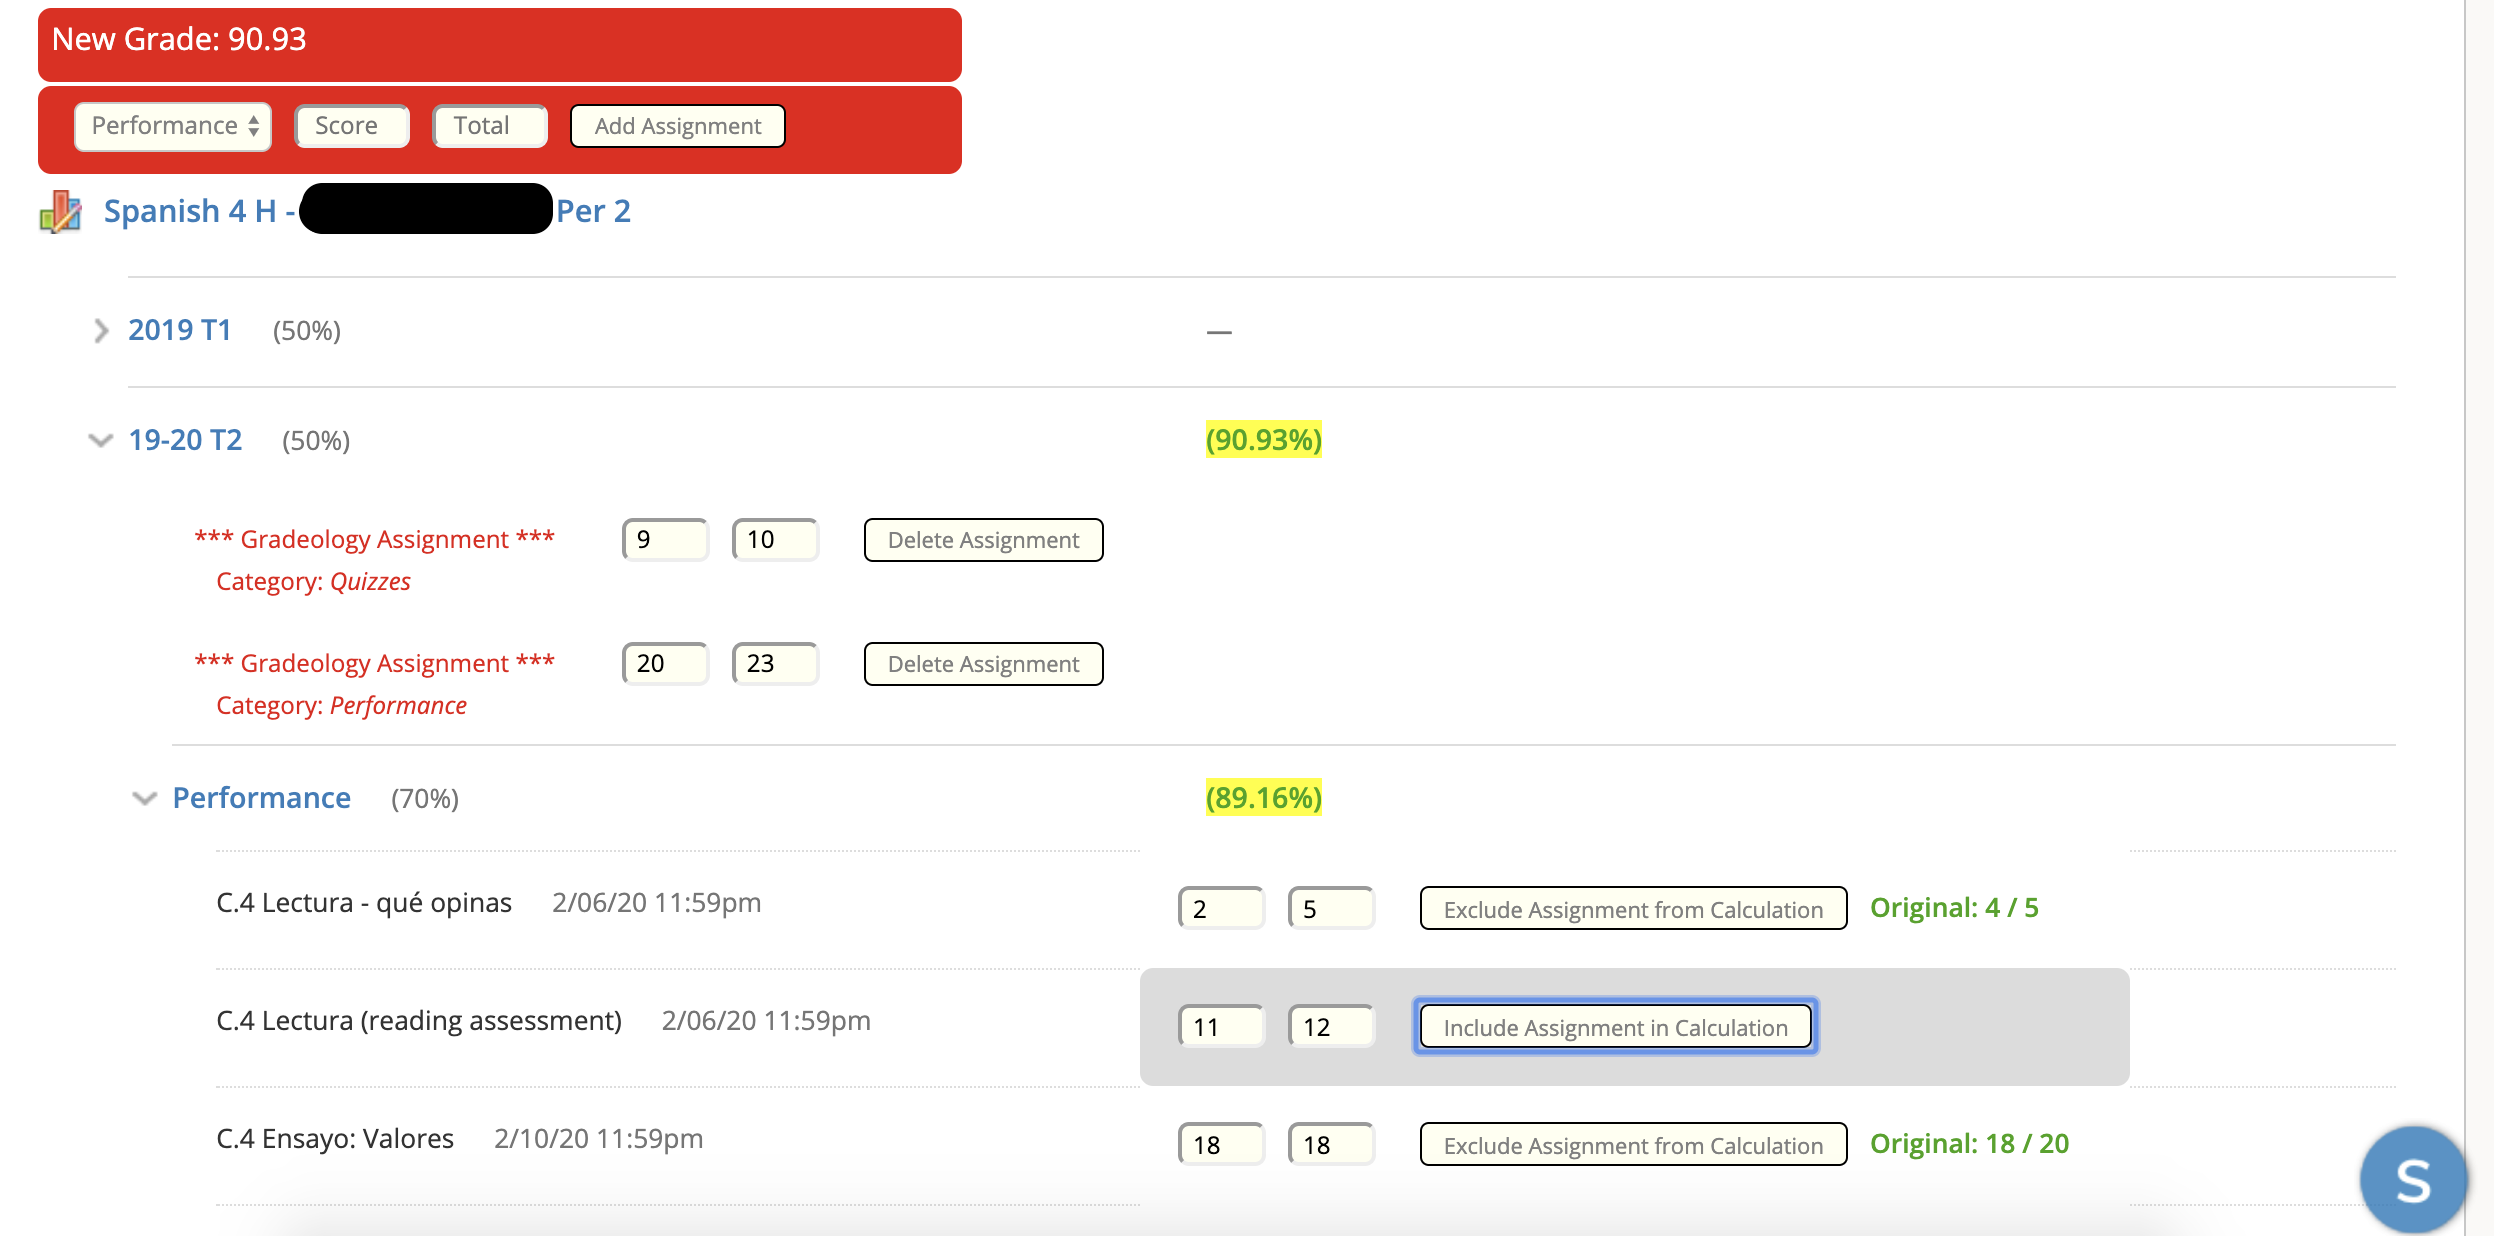 New Grade: 90.93
Performance Score Total Add Assignment
Spanish 4 H - Per 2
2019 T1 (50%) —
19-20 T2 (50%) (90.93%)
*** Gradeology Assignment *** 9 10 Delete Assignment
Category: Quizzes
*** Gradeology Assignment *** 20 23 Delete Assignment
Category: Performance
Performance (70%) (89.16%)
C.4 Lectura - qué opinas 2/06/20 11:59pm 2 5 Exclude Assignment from Calculation Original: 4 / 5
C.4 Lectura (reading assessment) 2/06/20 11:59pm 11 12 Include Assignment in Calculation
C.4 Ensayo: Valores 2/10/20 11:59pm 18 18 Exclude Assignment from Calculation Original: 18 / 20
S